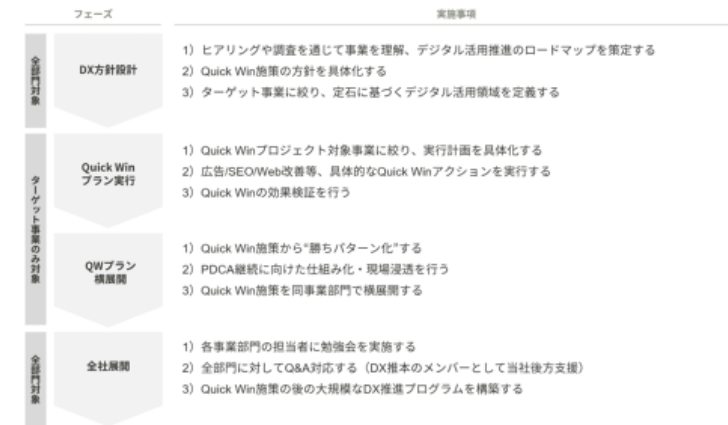 フェーズ
実施事項
全部門対象
DX方針設計
1）ヒアリングや調査を通じて事業を理解、デジタル活用推進のロードマップを策定する
2）Quick Win施策の方針を具体化する
3）ターゲット事業に絞り、定石に基づくデジタル活用領域を定義する
ターゲット事業のみ対象
Quick Win
プラン実行
1）Quick Winプロジェクト対象事業に絞り、実行計画を具体化する
2）広告/SEO/Web改善等、具体的なQuick Winアクションを実行する
3）Quick Winの効果検証を行う
QWプラン
横展開
1）Quick Win施策から“勝ちパターン化”する
2）PDCA継続に向けた仕組み化・現場浸透を行う
3）Quick Win施策を同事業部門で横展開する
全部門対象
全社展開
1）各事業部門の担当者に勉強会を実施する
2）全部門に対してQ&A対応する（DX推本のメンバーとして当社後方支援）
3）Quick Win施策の後の大規模なDX推進プログラムを構築する